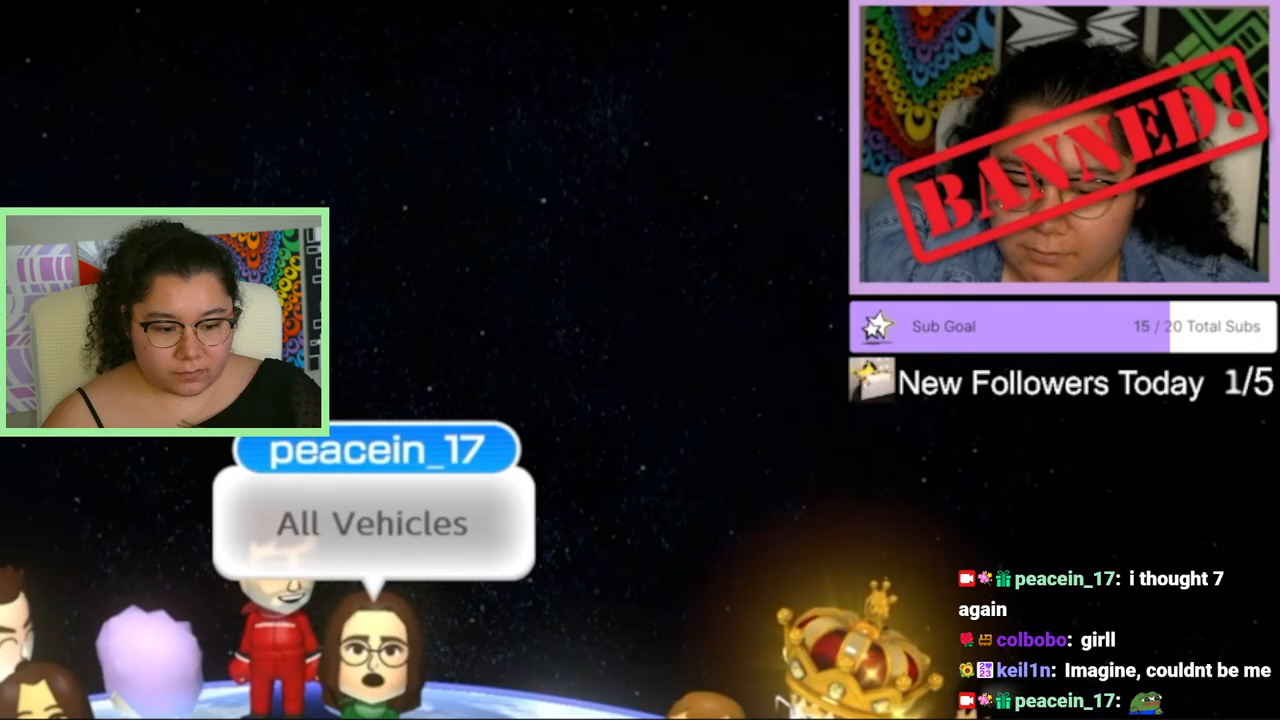 BANNED!
Sub Goal 15 / 20 Total Subs
New Followers Today 1/5
peacein_17
All Vehicles
peacein_17: i thought 7
again
colbobo: girll
keil1n: Imagine, couldnt be me
peacein_17: